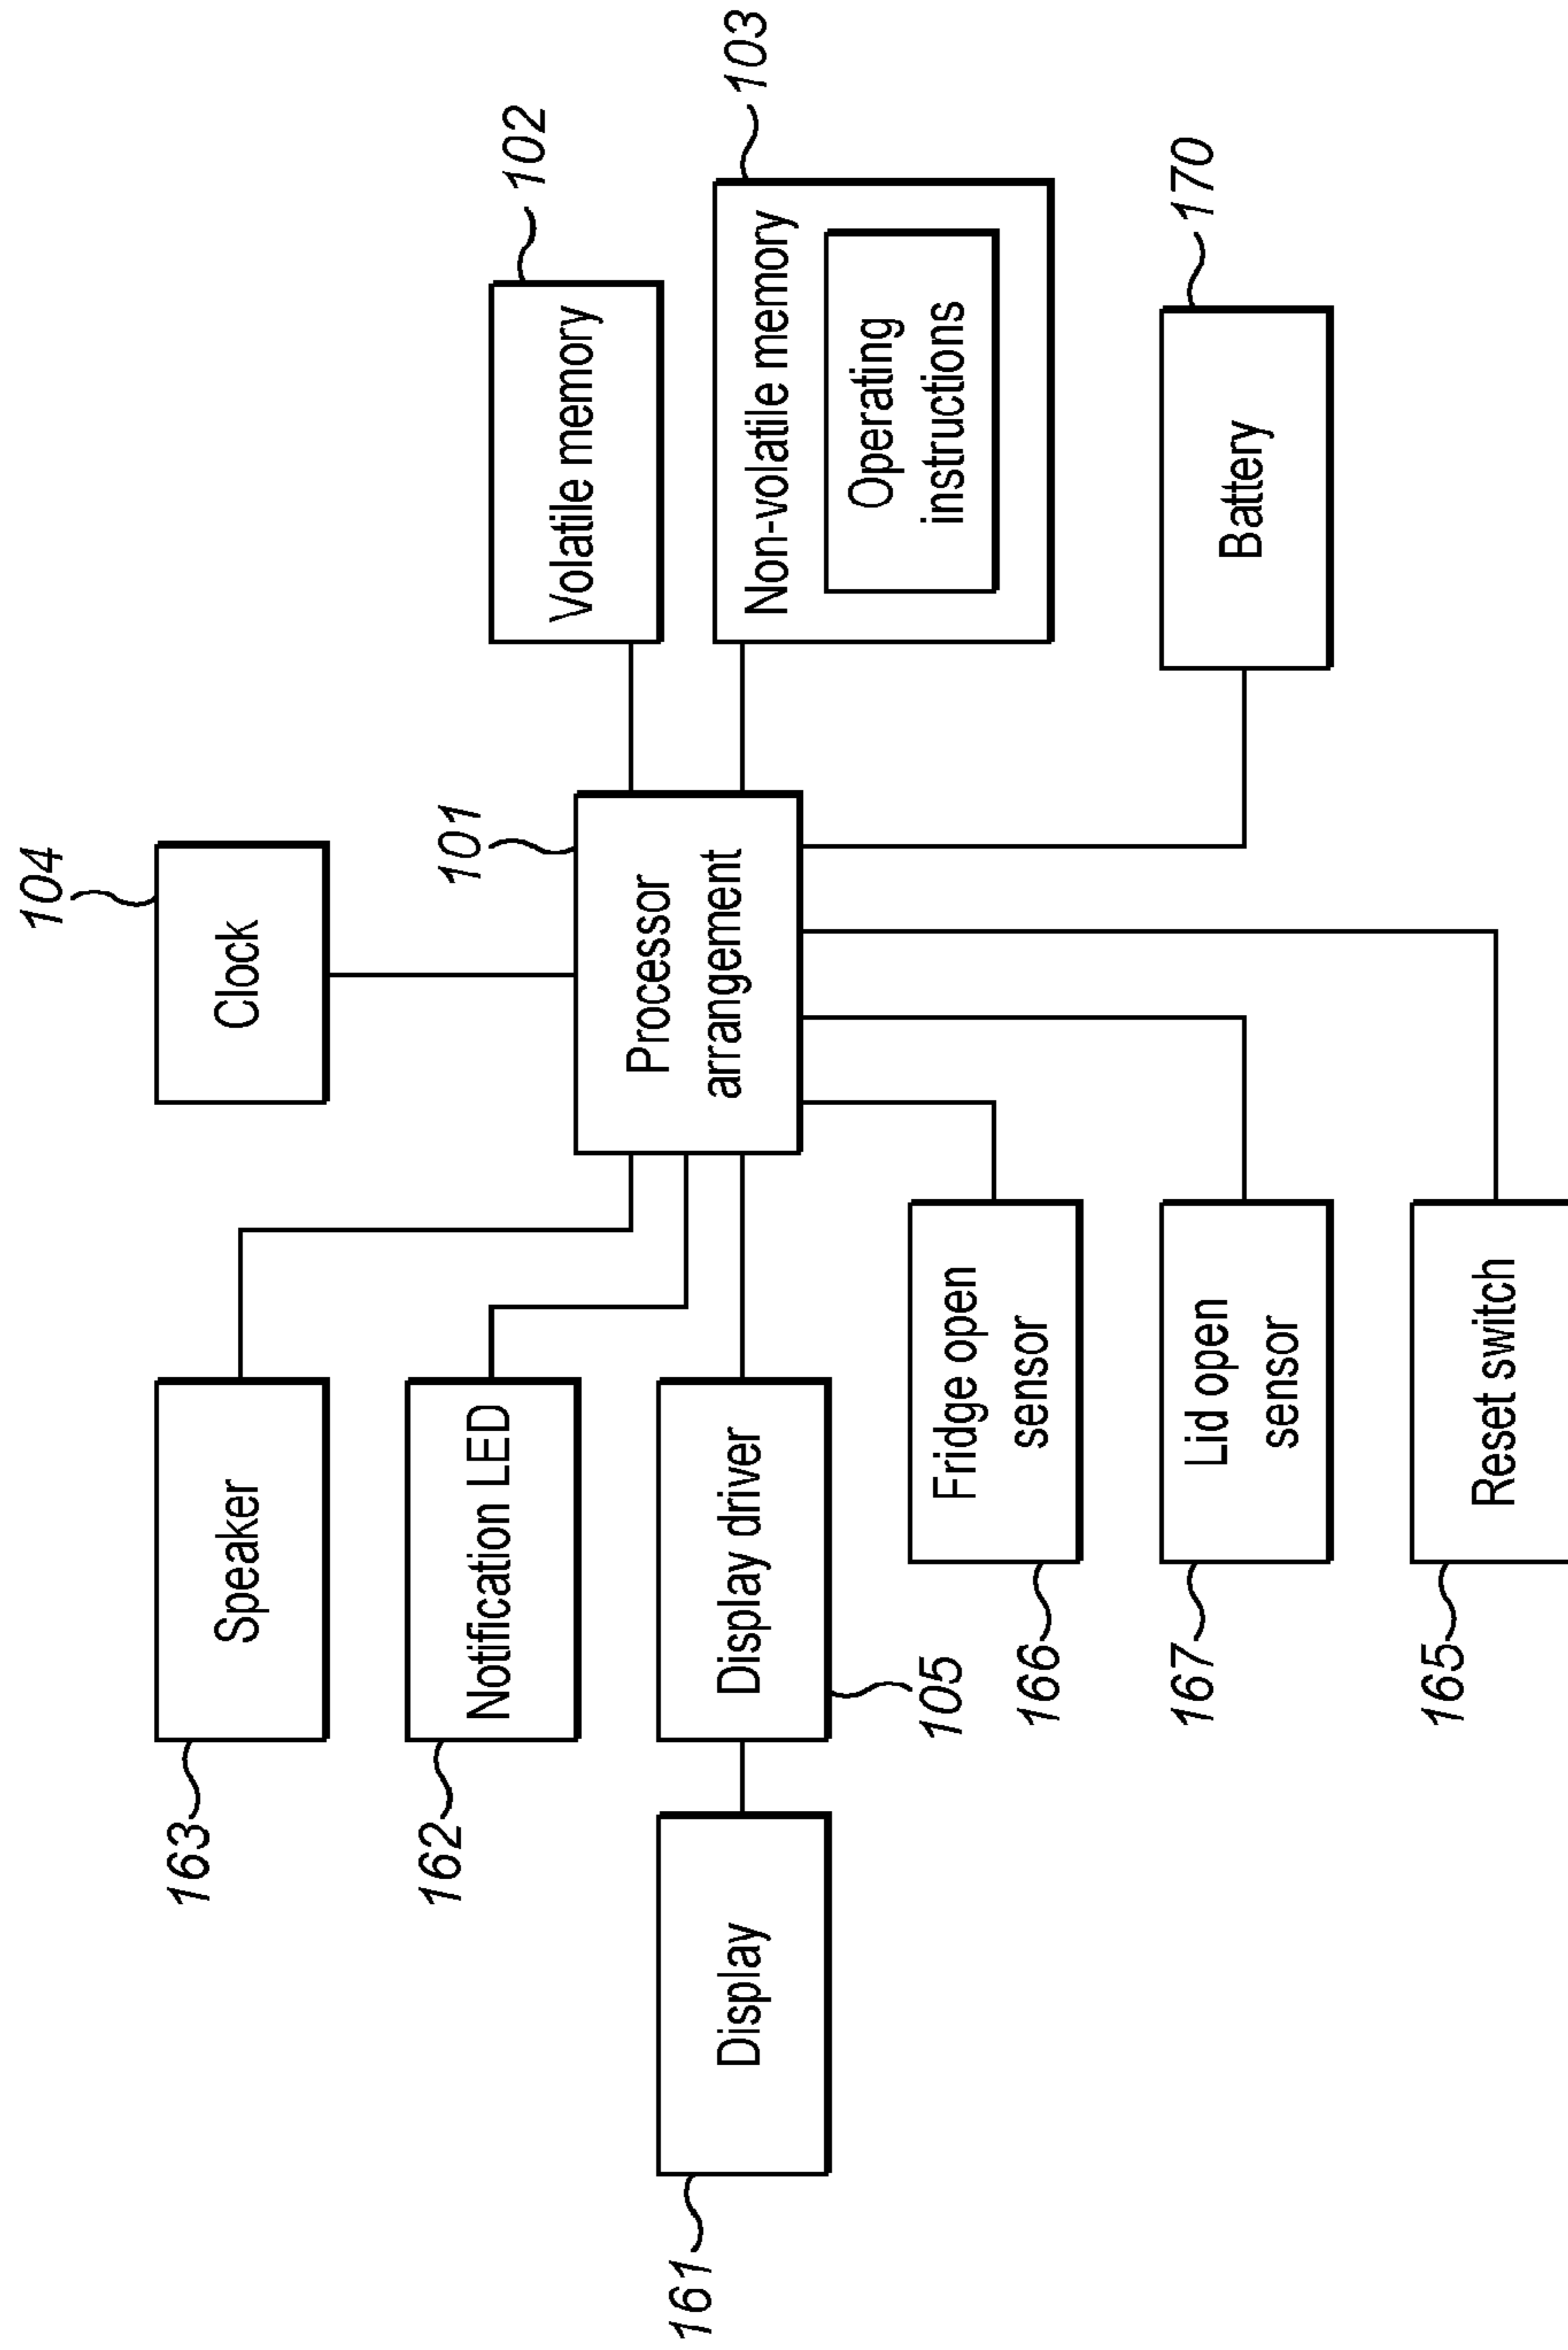 104
Clock
163
Speaker
101
102
Volatile memory
162
Notification LED
Processor
arrangement
103
Non-volatile memory
Operating
instructions
161
Display
Display driver
105
166
Fridge open
sensor
167
Lid open
sensor
170
Battery
165
Reset switch